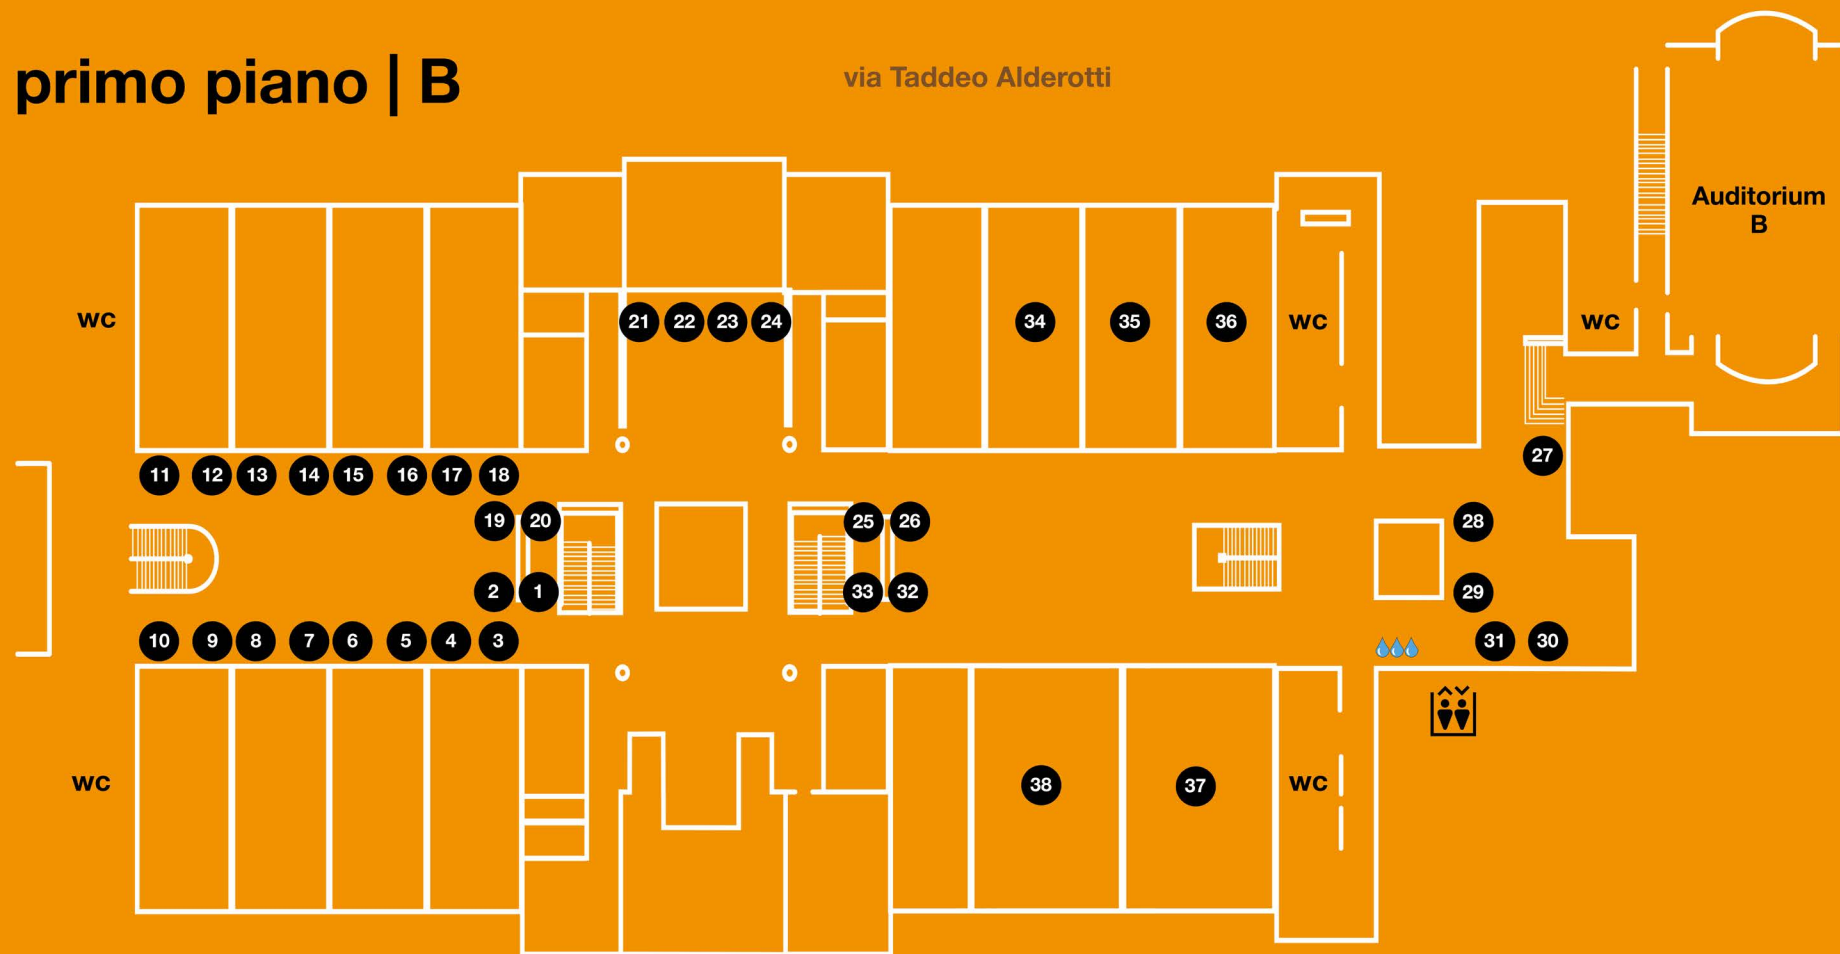 primo piano | B
via Taddeo Alderotti
Auditorium
B
wc
21 22 23 24
34 35 36
wc
wc
11 12 13 14 15 16 17 18
27
19 20
25 26
28
2 1
33 32
29
10 9 8 7 6 5 4 3
31 30
wc
38 37
wc